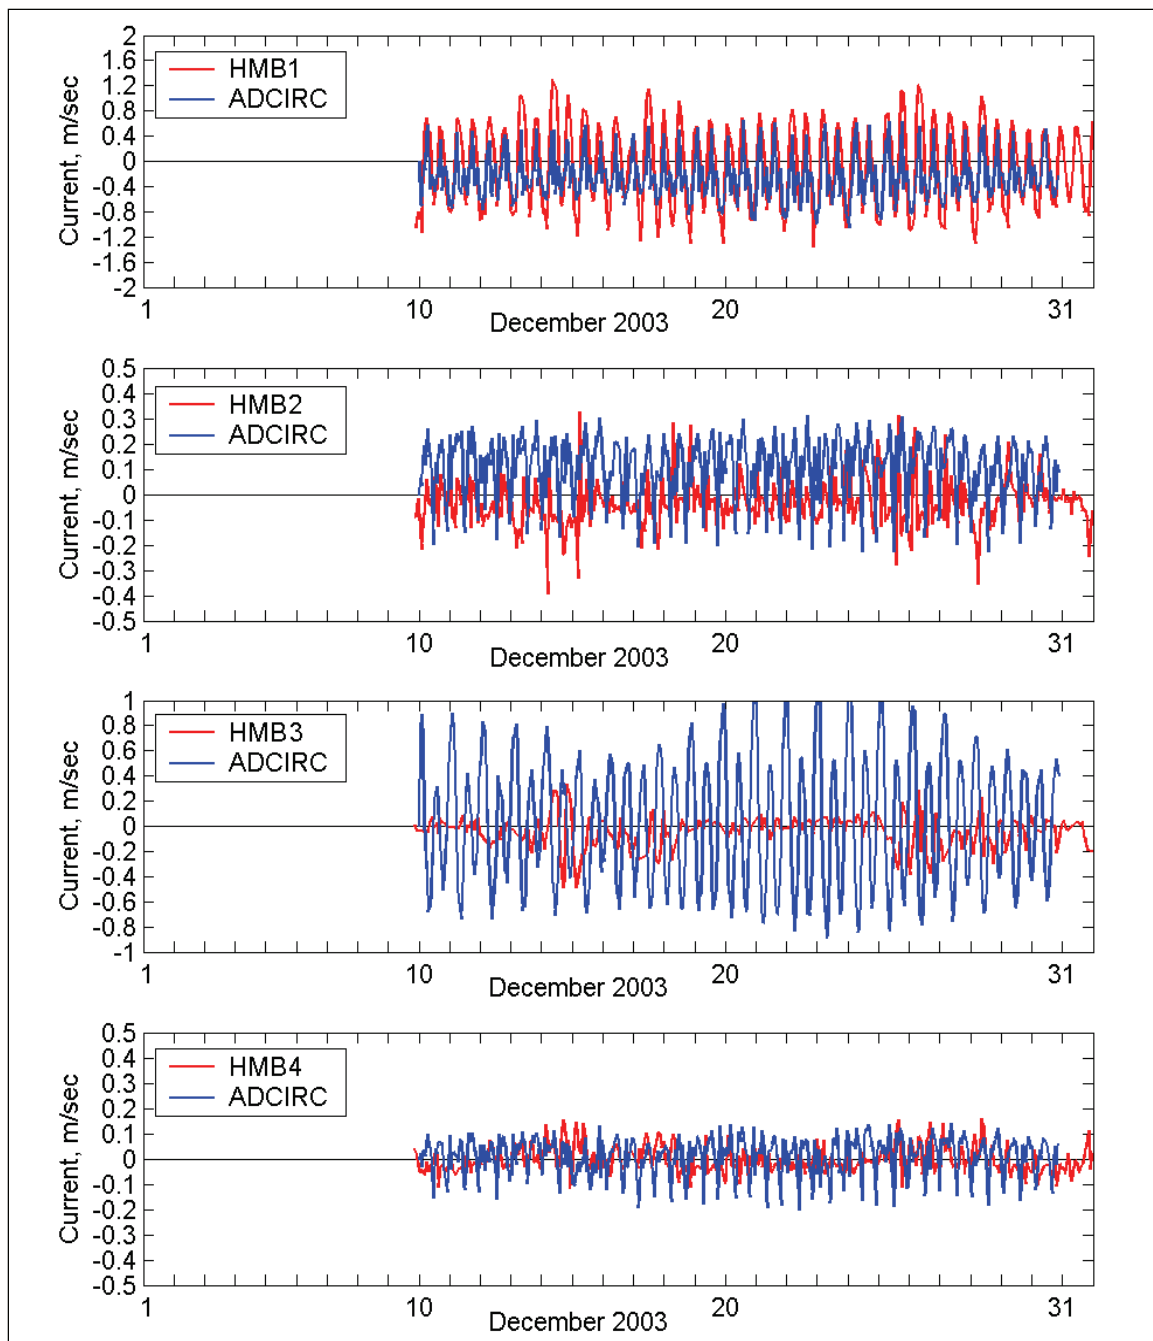 2
1.6
1.2
0.8
0.4
0
-0.4
-0.8
-1.2
-1.6
-2
Current, m/sec
HMB1
ADCIRC
1 10 20 31
December 2003
0.5
0.4
0.3
0.2
0.1
0
-0.1
-0.2
-0.3
-0.4
-0.5
Current, m/sec
HMB2
ADCIRC
1 10 20 31
December 2003
1
0.8
0.6
0.4
0.2
0
-0.2
-0.4
-0.6
-0.8
-1
Current, m/sec
HMB3
ADCIRC
1 10 20 31
December 2003
0.5
0.4
0.3
0.2
0.1
0
-0.1
-0.2
-0.3
-0.4
-0.5
Current, m/sec
HMB4
ADCIRC
1 10 20 31
December 2003